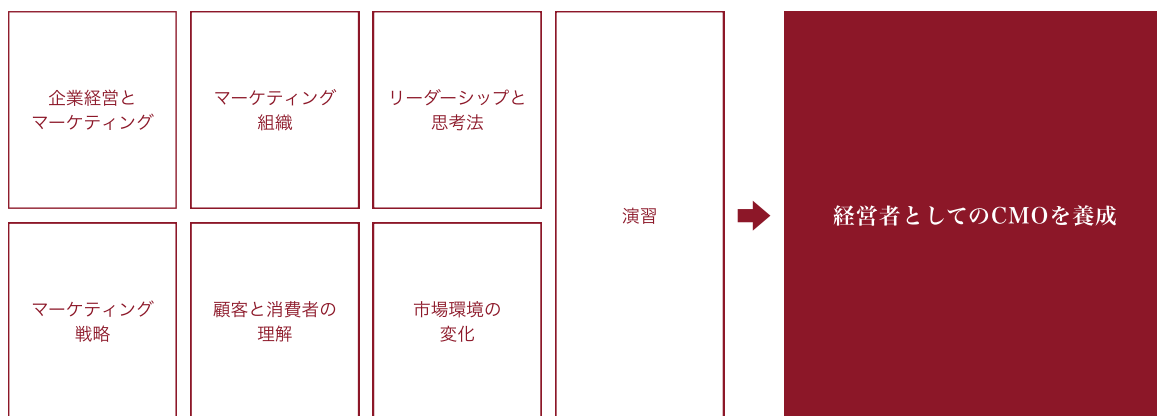 企業経営と
マーケティング
マーケティング
組織
リーダーシップと
思考法
マーケティング
戦略
顧客と消費者の
理解
市場環境の
変化
演習
経営者としてのCMOを養成